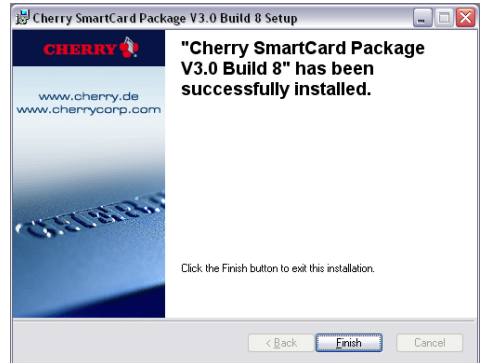 Cherry SmartCard Package V3.0 Build 8 Setup
CHERRY
"Cherry SmartCard Package
V3.0 Build 8" has been
successfully installed.
www.cherry.de
www.cherrycorp.com
CHERRY
Click the Finish button to exit this installation.
< Back
Finish
Cancel